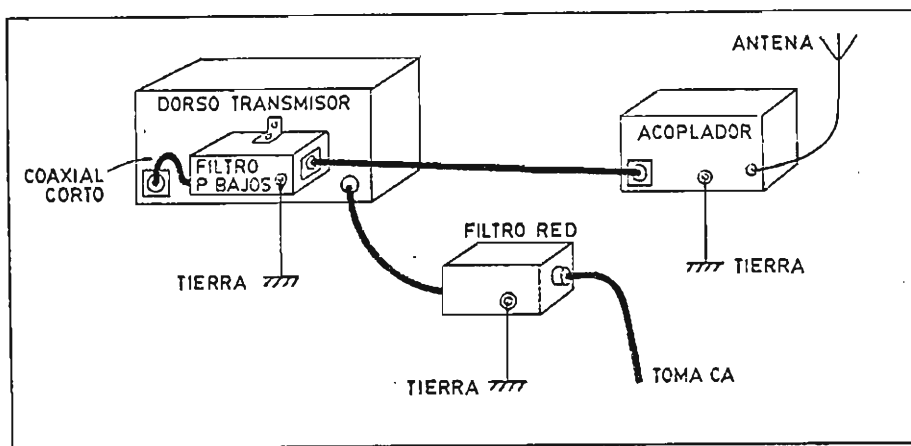 ANTENA
DORSO TRANSMISOR
ACOPLADOR
COAXIAL
CORTO
FILTRO
P BAJOS
FILTRO RED
TIERRA
TIERRA
TIERRA
TOMA CA